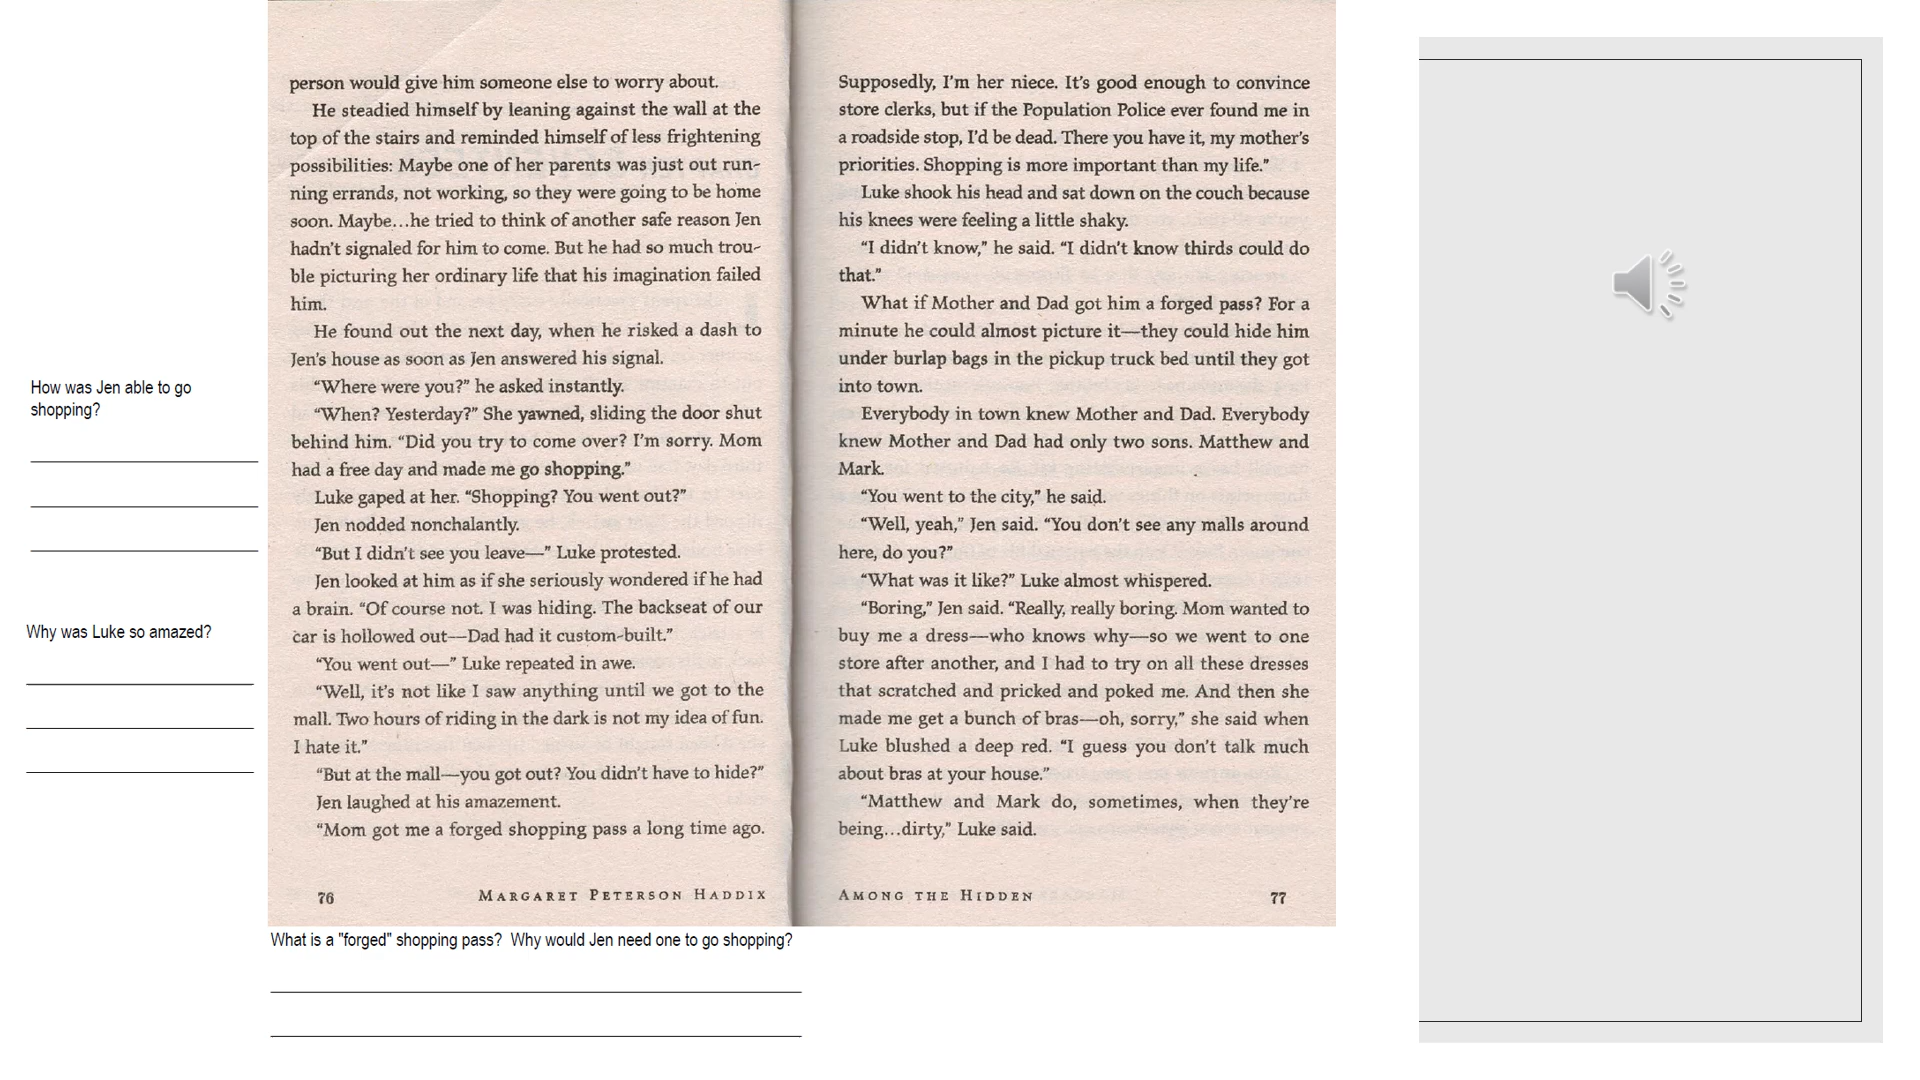 person would give him someone else to worry about.
He steadied himself by leaning against the wall at the
top of the stairs and reminded himself of less frightening
possibilities: Maybe one of her parents was just out run-
ning errands, not working, so they were going to be home
soon. Maybe…he tried to think of another safe reason Jen
hadn’t signaled for him to come. But he had so much trou-
ble picturing her ordinary life that his imagination failed
him.
He found out the next day, when he risked a dash to
Jen’s house as soon as Jen answered his signal.
“Where were you?” he asked instantly.
“When? Yesterday?” She yawned, sliding the door shut
behind him. “Did you try to come over? I’m sorry. Mom
had a free day and made me go shopping.”
Luke gaped at her. “Shopping? You went out?”
Jen nodded nonchalantly.
“But I didn’t see you leave—” Luke protested.
Jen looked at him as if she seriously wondered if he had
a brain. “Of course not. I was hiding. The backseat of our
car is hollowed out—Dad had it custom-built.”
“You went out—” Luke repeated in awe.
“Well, it’s not like I saw anything until we got to the
mall. Two hours of riding in the dark is not my idea of fun.
I hate it.”
“But at the mall—you got out? You didn’t have to hide?”
Jen laughed at his amazement.
“Mom got me a forged shopping pass a long time ago.
76 MARGARET PETERSON HADDIX
Supposedly, I’m her niece. It’s good enough to convince
store clerks, but if the Population Police ever found me in
a roadside stop, I’d be dead. There you have it, my mother’s
priorities. Shopping is more important than my life.”
Luke shook his head and sat down on the couch because
his knees were feeling a little shaky.
“I didn’t know,” he said. “I didn’t know thirds could do
that.”
What if Mother and Dad got him a forged pass? For a
minute he could almost picture it—they could hide him
under burlap bags in the pickup truck bed until they got
into town.
Everybody in town knew Mother and Dad. Everybody
knew Mother and Dad had only two sons. Matthew and
Mark.
“You went to the city,” he said.
“Well, yeah,” Jen said. “You don’t see any malls around
here, do you?”
“What was it like?” Luke almost whispered.
“Boring,” Jen said. “Really, really boring. Mom wanted to
buy me a dress—who knows why—so we went to one
store after another, and I had to try on all these dresses
that scratched and pricked and poked me. And then she
made me get a bunch of bras—oh, sorry,” she said when
Luke blushed a deep red. “I guess you don’t talk much
about bras at your house.”
“Matthew and Mark do, sometimes, when they’re
being…dirty,” Luke said.
AMONG THE HIDDEN 77
How was Jen able to go
shopping?
Why was Luke so amazed?
What is a "forged" shopping pass? Why would Jen need one to go shopping?